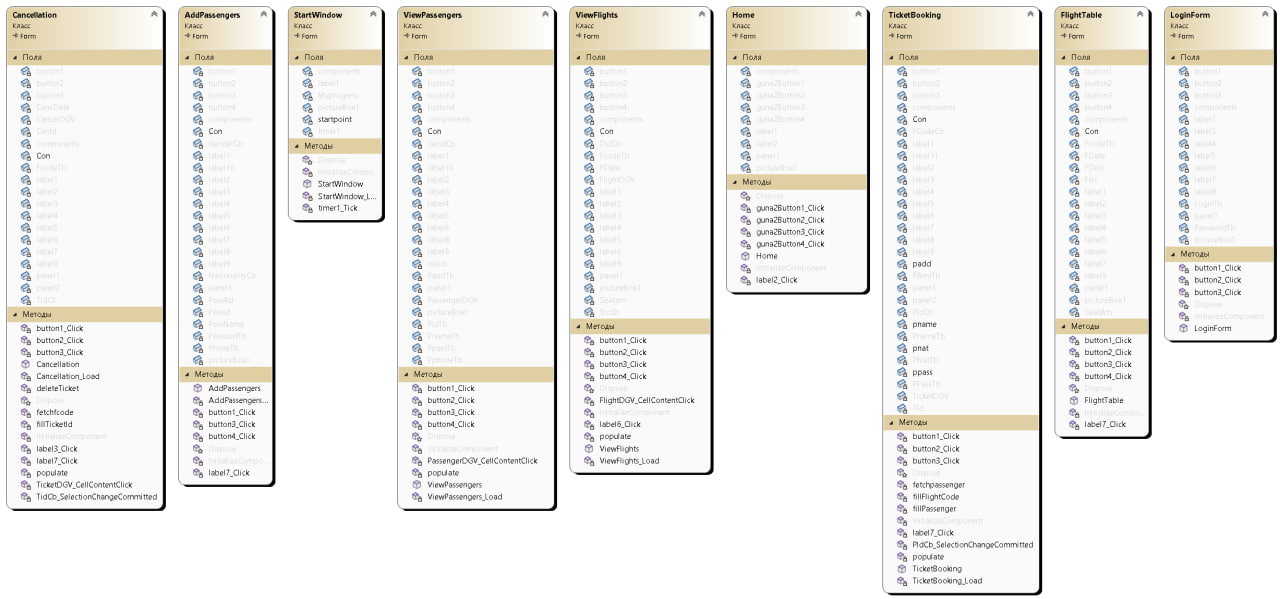 Cancellation
Класс
Form
Поля
button1
button2
button3
CancDate
CancelDGV
CanId
components
Con
FcodeTb
label1
label2
label3
label4
label5
label6
label7
label9
panel1
panel2
TidCb
Методы
button1_Click
button2_Click
button3_Click
Cancellation
Cancellation_Load
deleteTicket
Dispose
fetchfcode
fillTicketId
InitializeComponent
label3_Click
label7_Click
populate
TicketDGV_CellContentClick
TidCb_SelectionChangeCommitted
AddPassengers
Класс
Form
Поля
button1
button2
button3
button4
components
Con
GenderCb
label1
label10
label2
label3
label4
label5
label6
label7
label8
label9
NationalityCb
panel1
PassAd
PassId
PassName
PassportTb
PhoneTb
pictureBox1
Методы
AddPassengers
AddPassengers...
button1_Click
button3_Click
button4_Click
Dispose
InitializeCompo...
label7_Click
StartWindow
Класс
Form
Поля
components
label1
Myprogress
pictureBox1
startpoint
timer1
Методы
Dispose
InitializeCompo...
StartWindow
StartWindow_L...
timer1_Tick
ViewPassengers
Класс
Form
Поля
button1
button2
button3
button4
components
Con
GendCb
label1
label10
label2
label3
label4
label5
label6
label8
label9
natcb
PaddTb
panel1
PassengerDGV
pictureBox1
PidTb
PnameTb
PpassTb
PphoneTb
Методы
button1_Click
button2_Click
button3_Click
button4_Click
Dispose
InitializeComponent
PassengerDGV_CellContentClick
populate
ViewPassengers
ViewPassengers_Load
ViewFlights
Класс
Form
Поля
button1
button2
button3
button4
components
Con
DstCb
FcodeTb
FDate
FlightDGV
label1
label2
label3
label4
label5
label6
label9
panel1
pictureBox1
Seatnm
SrcCb
Методы
button1_Click
button2_Click
button3_Click
button4_Click
Dispose
FlightDGV_CellContentClick
InitializeComponent
label6_Click
populate
ViewFlights
ViewFlights_Load
Home
Класс
Form
Поля
components
guna2Button1
guna2Button2
guna2Button3
guna2Button4
label1
label2
panel1
pictureBox1
Методы
Dispose
guna2Button1_Click
guna2Button2_Click
guna2Button3_Click
guna2Button4_Click
Home
InitializeComponent
label2_Click
TicketBooking
Класс
Form
Поля
button1
button2
button3
components
Con
FCodeCb
label1
label11
label2
label3
label4
label5
label6
label7
label8
label9
padd
PAmtTb
panel1
panel2
PIdCb
pname
PnameTb
pnat
PNatTb
ppass
PPassTb
TicketDGV
Tid
Методы
button1_Click
button2_Click
button3_Click
Dispose
fetchpassenger
fillFlightCode
fillPassenger
InitializeComponent
label7_Click
PIdCb_SelectionChangeCommitted
populate
TicketBooking
TicketBooking_Load
FlightTable
Класс
Form
Поля
button1
button2
button3
button4
components
Con
FcodeTb
FDate
FDest
Fsrc
label1
label2
label3
label4
label5
label6
label7
label9
panel1
pictureBox1
SeatNm
Методы
button1_Click
button2_Click
button3_Click
button4_Click
Dispose
FlightTable
InitializeCompo...
label7_Click
LoginForm
Класс
Form
Поля
button1
button2
button3
components
label1
label3
label4
label5
label6
label7
label8
LoginTb
panel1
PasswordTb
pictureBox1
Методы
button1_Click
button2_Click
button3_Click
Dispose
InitializeComponent
LoginForm